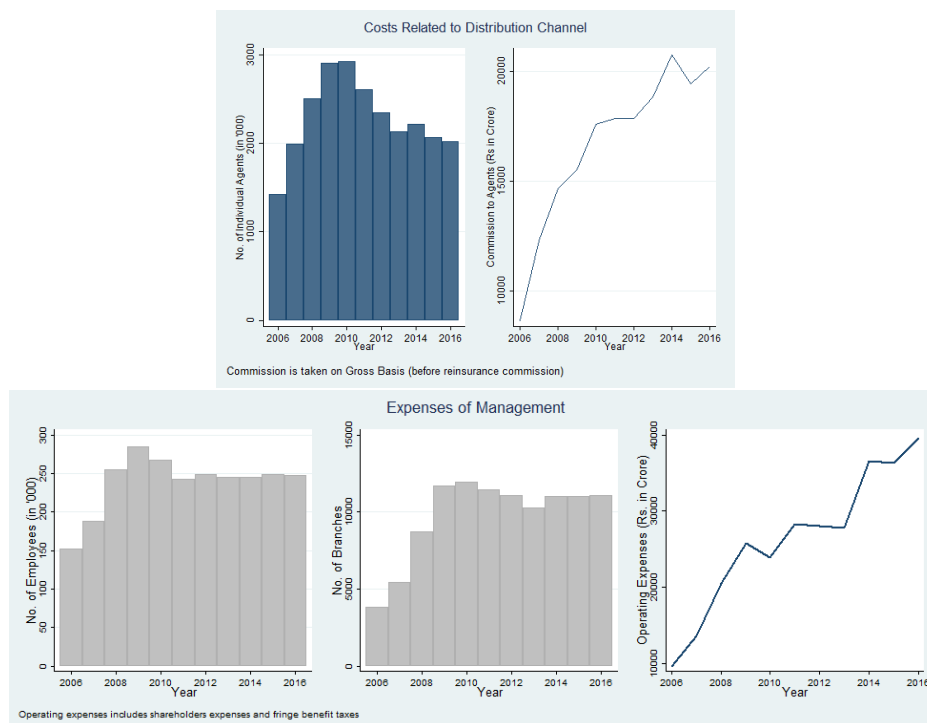 Costs Related to Distribution Channel
No. of Individual Agents (in '000)
0
1000
2000
3000
2006 2008 2010 2012 2014 2016
Year
Commission to Agents (Rs in Crore)
10000
15000
20000
2006 2008 2010 2012 2014 2016
Year
Commission is taken on Gross Basis (before reinsurance commission)
Expenses of Management
No. of Employees (in '000)
0
50
100
150
200
250
300
2006 2008 2010 2012 2014 2016
Year
No. of Branches
0
5000
10000
15000
2006 2008 2010 2012 2014 2016
Year
Operating Expenses (Rs. in Crore)
10000
20000
30000
40000
2006 2008 2010 2012 2014 2016
Year
Operating expenses includes shareholders expenses and fringe benefit taxes